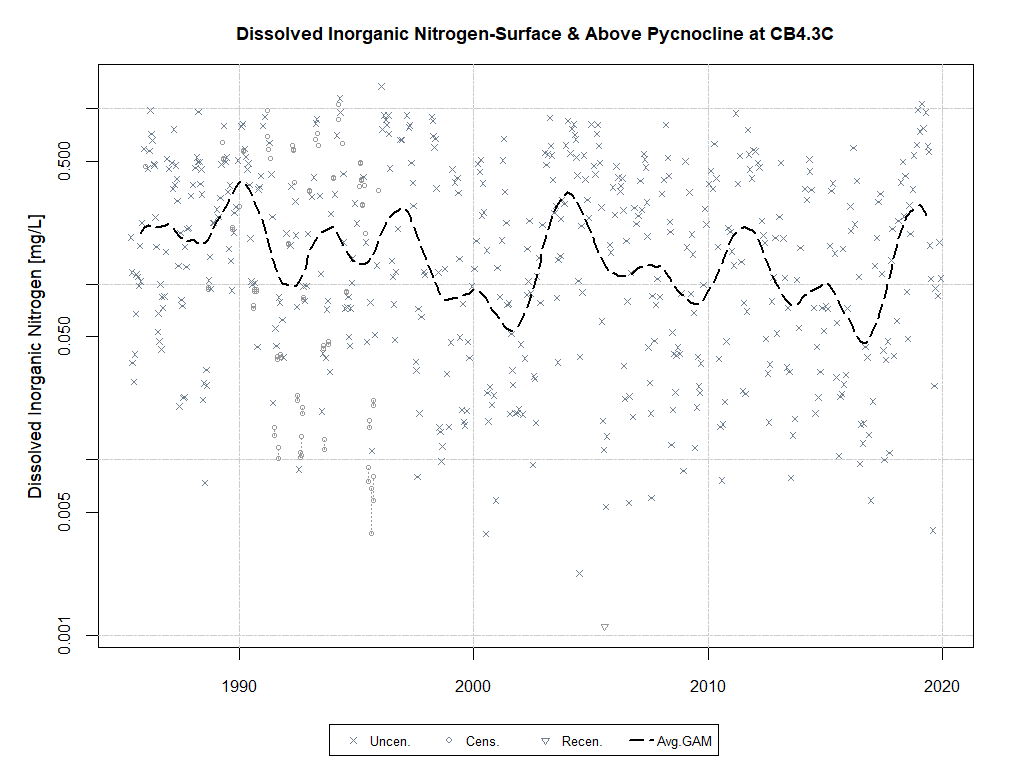 Dissolved Inorganic Nitrogen-Surface & Above Pycnocline at CB4.3C
Dissolved Inorganic Nitrogen [mg/L]
0.500
0.050
0.005
0.001
1990 2000 2010 2020
Uncen. Cens. Recen. Avg.GAM